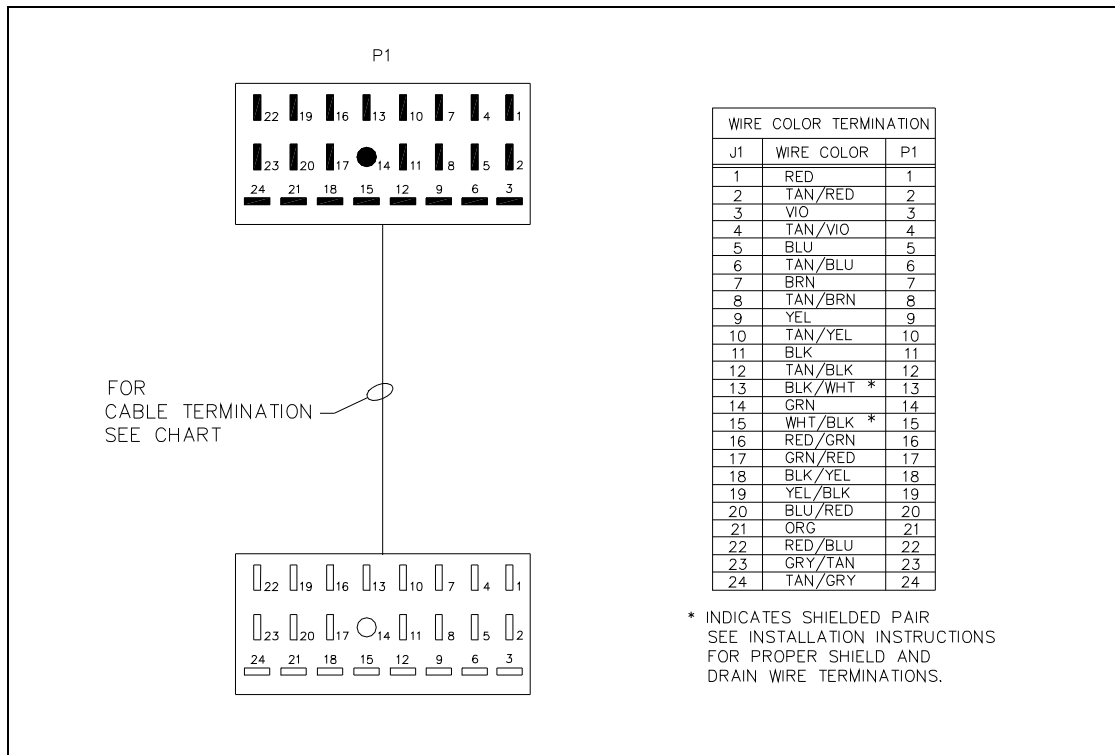 P1
22 19 16 13 10 7 4 1
23 20 17 14 11 8 5 2
24 21 18 15 12 9 6 3
FOR
CABLE TERMINATION
SEE CHART
22 19 16 13 10 7 4 1
23 20 17 14 11 8 5 2
24 21 18 15 12 9 6 3
WIRE COLOR TERMINATION
J1 WIRE COLOR P1
1 RED 1
2 TAN/RED 2
3 VIO 3
4 TAN/VIO 4
5 BLU 5
6 TAN/BLU 6
7 BRN 7
8 TAN/BRN 8
9 YEL 9
10 TAN/YEL 10
11 BLK 11
12 TAN/BLK 12
13 BLK/WHT * 13
14 GRN 14
15 WHT/BLK * 15
16 RED/GRN 16
17 GRN/RED 17
18 BLK/YEL 18
19 YEL/BLK 19
20 BLU/RED 20
21 ORG 21
22 RED/BLU 22
23 GRY/TAN 23
24 TAN/GRY 24
* INDICATES SHIELDED PAIR
SEE INSTALLATION INSTRUCTIONS
FOR PROPER SHIELD AND
DRAIN WIRE TERMINATIONS.